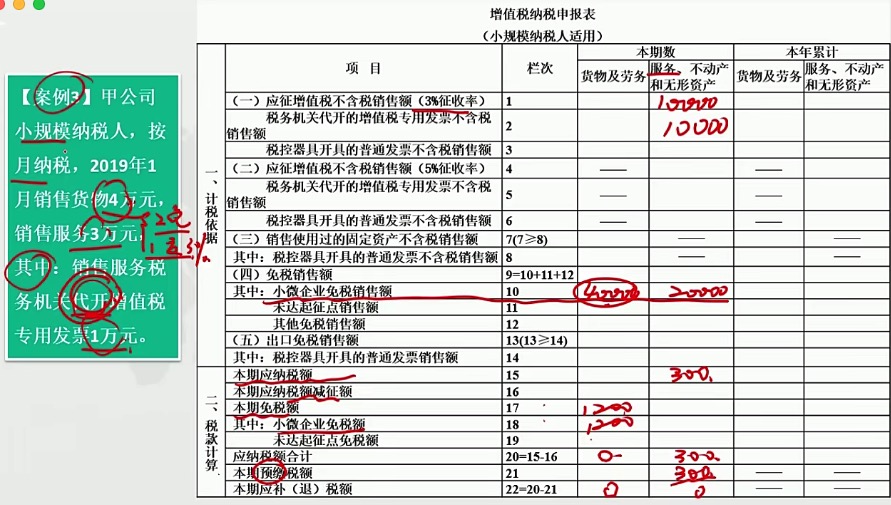 增值税纳税申报表
（小规模纳税人适用）
【案例3】甲公司
小规模纳税人，按
月纳税，2019年1
月销售货物4万元，
销售服务3万元，
其中：销售服务税
务机关代开增值税
专用发票1万元。
2免
1专 3%
项 目 栏次 本期数 本年累计
货物及劳务 服务、不动产和无形资产 货物及劳务 服务、不动产和无形资产
一、计税依据
（一）应征增值税不含税销售额（3%征收率） 1 10000
税务机关代开的增值税专用发票不含税销售额 2 10000
税控器具开具的普通发票不含税销售额 3
（二）应征增值税不含税销售额（5%征收率） 4 —— ——
税务机关代开的增值税专用发票不含税销售额 5 —— ——
税控器具开具的普通发票不含税销售额 6 —— ——
（三）销售使用过的固定资产不含税销售额 7(7≥8) —— ——
其中：税控器具开具的普通发票不含税销售额 8 —— ——
（四）免税销售额 9=10+11+12
其中：小微企业免税销售额 10 40000 20000
未达起征点销售额 11
其他免税销售额 12
（五）出口免税销售额 13(13≥14)
其中：税控器具开具的普通发票销售额 14
二、税款计算
本期应纳税额 15 300.
本期应纳税额减征额 16
本期免税额 17 1200
其中：小微企业免税额 18 1200
未达起征点免税额 19
应纳税额合计 20=15-16 0 300.
本期预缴税额 21 300. —— ——
本期应补（退）税额 22=20-21 0 0 —— ——